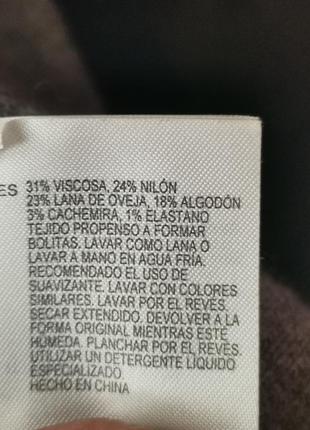 ES 31% VISCOSA, 24% NILÓN
23% LANA DE OVEJA, 18% ALGODÓN
3% CACHEMIRA, 1% ELASTANO
TEJIDO PROPENSO A FORMAR
BOLITAS. LAVAR COMO LANA O
LAVAR A MANO EN AGUA FRÍA.
RECOMENDADO EL USO DE
SUAVIZANTE. LAVAR CON COLORES
SIMILARES. LAVAR POR EL REVÉS.
SECAR EXTENDIDO. DEVOLVER A LA
FORMA ORIGINAL MIENTRAS ESTÉ
HUMEDA. PLANCHAR POR EL REVÉS.
UTILIZAR UN DETERGENTE LÍQUIDO
ESPECIALIZADO
HECHO EN CHINA